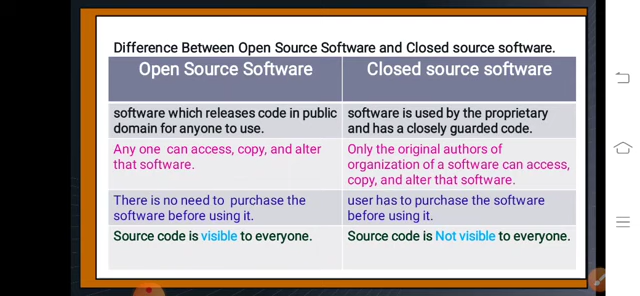 Difference Between Open Source Software and Closed source software.
Open Source Software
Closed source software
software which releases code in public
domain for anyone to use.
software is used by the proprietary
and has a closely guarded code.
Any one can access, copy, and alter
that software.
Only the original authors of
organization of a software can access,
copy, and alter that software.
There is no need to purchase the
software before using it.
user has to purchase the software
before using it.
Source code is visible to everyone.
Source code is Not visible to everyone.